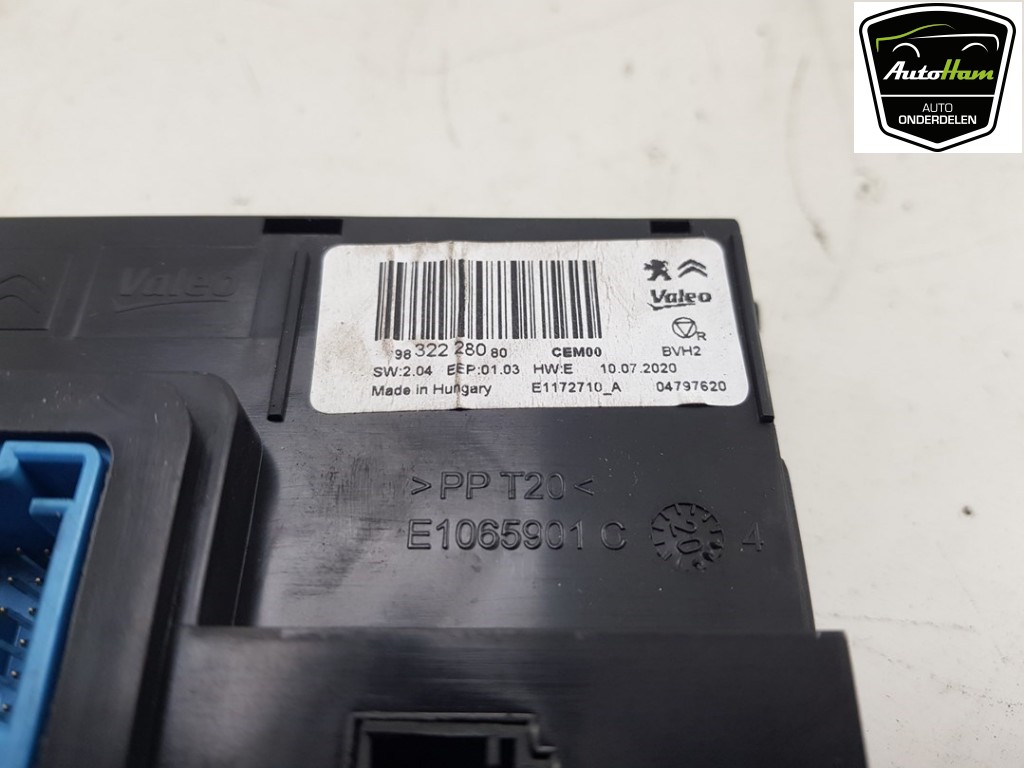 AutoHam
AUTO
ONDERDELEN
Valeo
Valeo
R
98 322 280 80 CEM00 BVH2
SW:2.04 EEP:01.03 HW:E 10.07.2020
Made in Hungary E1172710_A 04797620
>PP T20<
E1065901 C 20 4